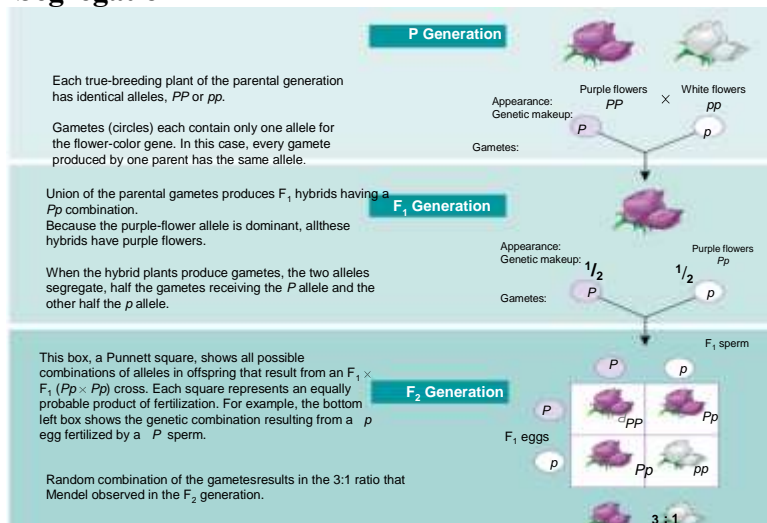 Segregation
P Generation
Each true-breeding plant of the parental generation
has identical alleles, PP or pp.
Gametes (circles) each contain only one allele for
the flower-color gene. In this case, every gamete
produced by one parent has the same allele.
Purple flowers White flowers
Appearance:
PP × pp
Genetic makeup:
P p
Gametes:
Union of the parental gametes produces F₁ hybrids having a
Pp combination.
Because the purple-flower allele is dominant, allthese
hybrids have purple flowers.
When the hybrid plants produce gametes, the two alleles
segregate, half the gametes receiving the P allele and the
other half the p allele.
F₁ Generation
Appearance:
Purple flowers
Genetic makeup:
Pp
1/2 1/2
Gametes:
P p
This box, a Punnett square, shows all possible
combinations of alleles in offspring that result from an F₁ ×
F₁ (Pp × Pp) cross. Each square represents an equally
probable product of fertilization. For example, the bottom
left box shows the genetic combination resulting from a p
egg fertilized by a P sperm.
Random combination of the gametesresults in the 3:1 ratio that
Mendel observed in the F₂ generation.
F₂ Generation
F₁ sperm
P p
P
PP Pp
F₁ eggs
p
Pp pp
3 : 1